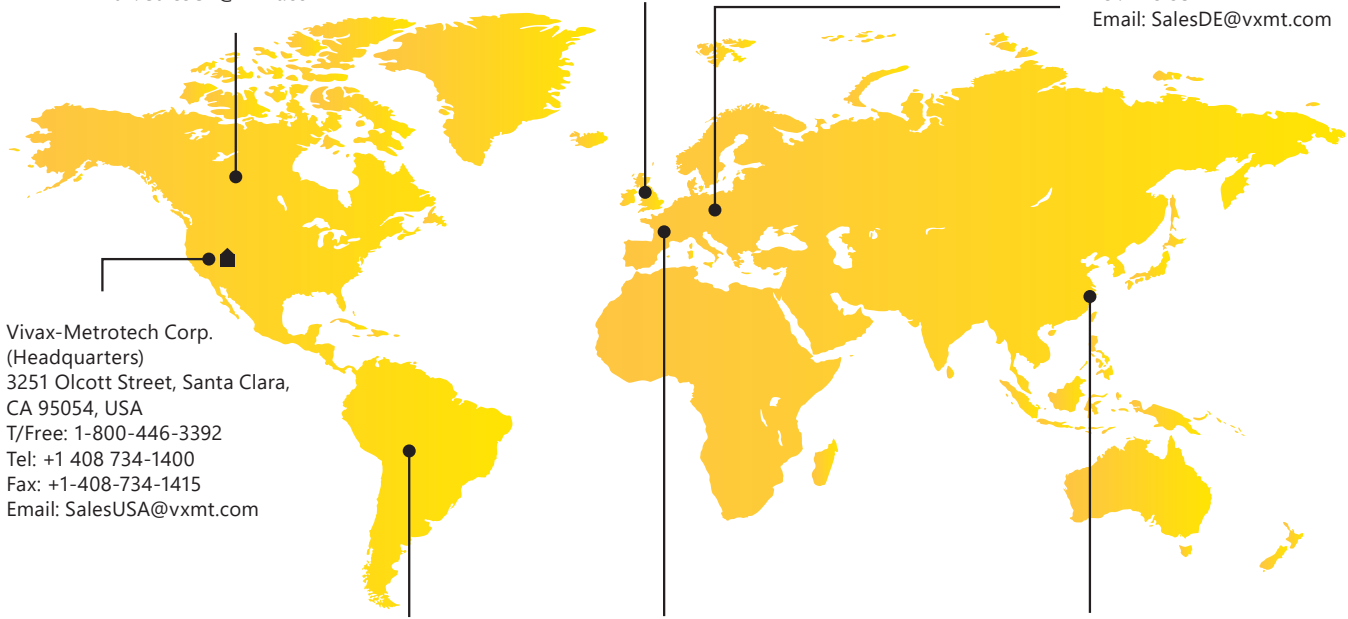 Email: SalesDE@vxmt.com
Vivax-Metrotech Corp.
(Headquarters)
3251 Olcott Street, Santa Clara,
CA 95054, USA
T/Free: 1-800-446-3392
Tel: +1 408 734-1400
Fax: +1-408-734-1415
Email: SalesUSA@vxmt.com